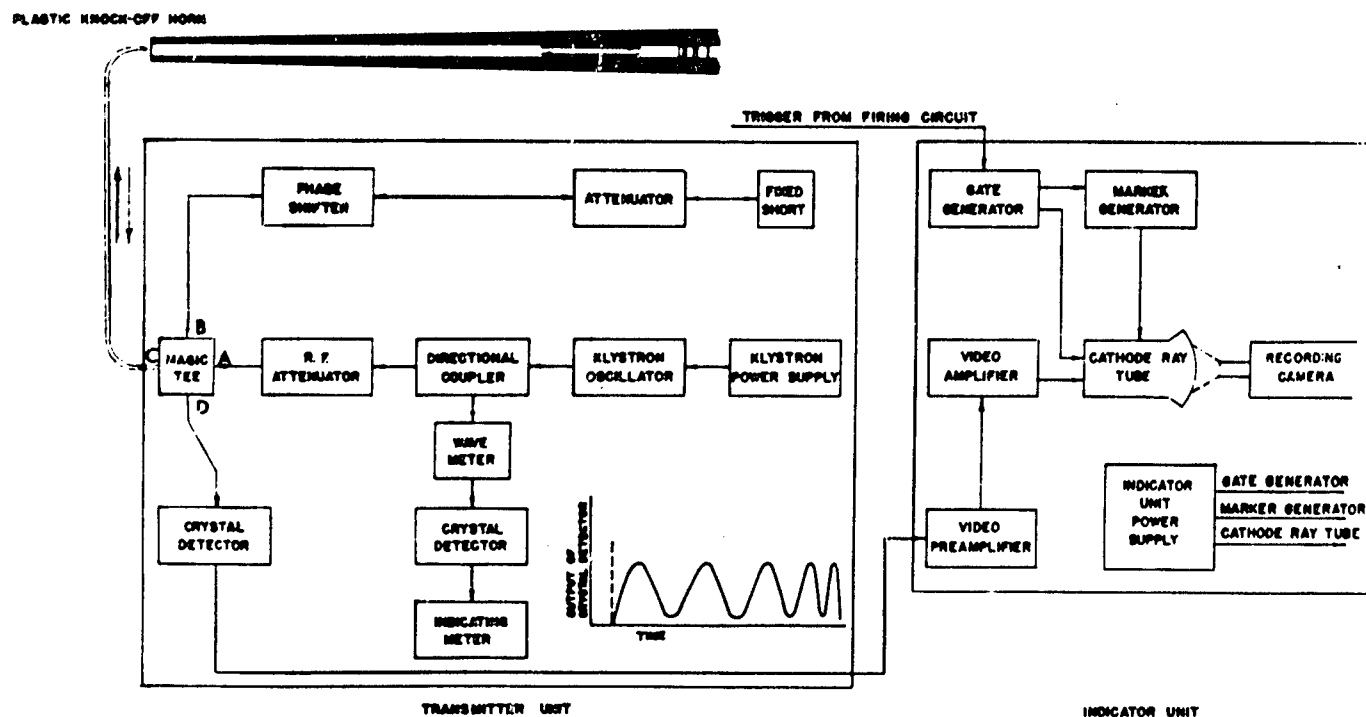 PLASTIC KNOCK-OFF HORN
TRIGGER FROM FIRING CIRCUIT
PHASE
SHIFTER
ATTENUATOR
FIXED
SHORT
GATE
GENERATOR
MARKER
GENERATOR
B
C
MAGIC
TEE
A
D
R. F.
ATTENUATOR
DIRECTIONAL
COUPLER
KLYSTRON
OSCILLATOR
KLYSTRON
POWER SUPPLY
VIDEO
AMPLIFIER
CATHODE RAY
TUBE
RECORDING
CAMERA
WAVE
METER
CRYSTAL
DETECTOR
CRYSTAL
DETECTOR
INDICATING
METER
OUTPUT OF
CRYSTAL DETECTOR
TIME
VIDEO
PREAMPLIFIER
INDICATOR
UNIT
POWER
SUPPLY
GATE GENERATOR
MARKER GENERATOR
CATHODE RAY TUBE
TRANSMITTER UNIT
INDICATOR UNIT